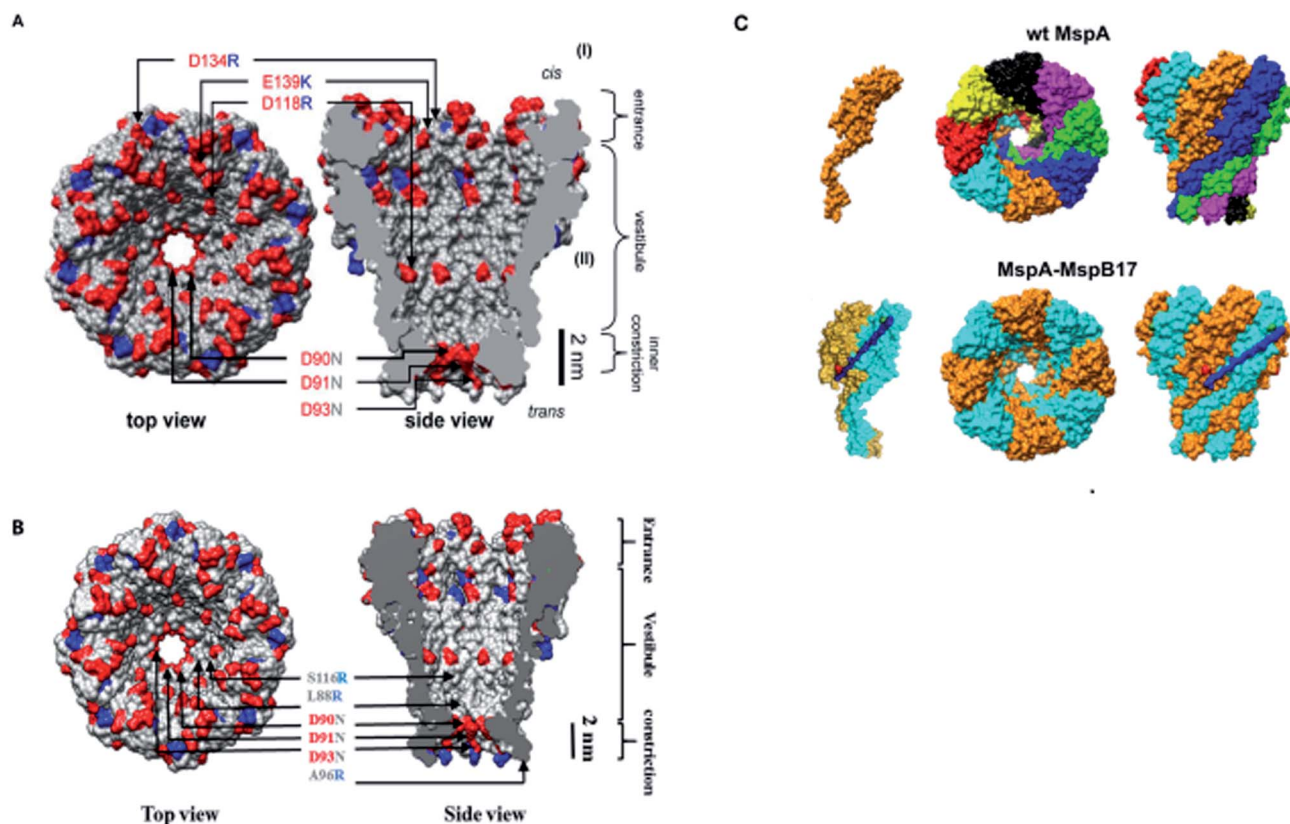 A
D134R
E139K
D118R
(I)
cis
entrance
vestibule
(II)
inner
constriction
2 nm
D90N
D91N
D93N
trans
top view
side view
B
S116R
L88R
D90N
D91N
D93N
A96R
Entrance
Vestibule
constriction
2 nm
Top view
Side view
C
wt MspA
MspA-MspB17